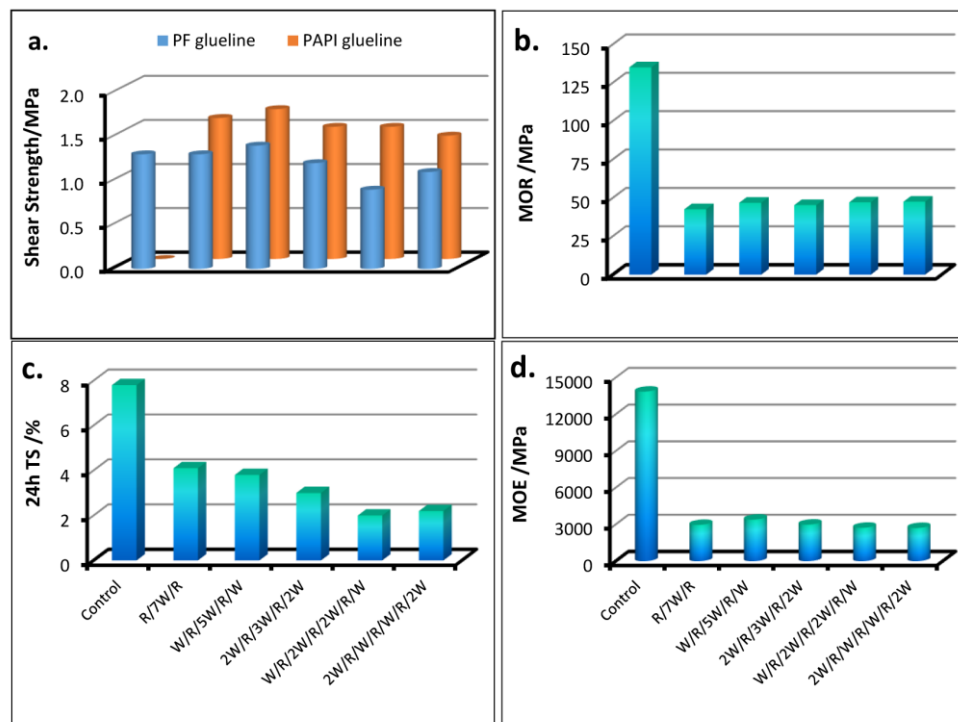 a.
PF glueline
PAPI glueline
Shear Strength/MPa
2.0
1.5
1.0
0.5
0.0
b.
MOR /MPa
150
125
100
75
50
25
0
c.
24h TS /%
8
6
4
2
0
Control
R/7W/R
W/R/5W/R/W
2W/R/3W/R/2W
W/R/2W/R/2W/R/W
2W/R/W/R/W/R/2W
d.
MOE /MPa
15000
12000
9000
6000
3000
0
Control
R/7W/R
W/R/5W/R/W
2W/R/3W/R/2W
W/R/2W/R/2W/R/W
2W/R/W/R/W/R/2W